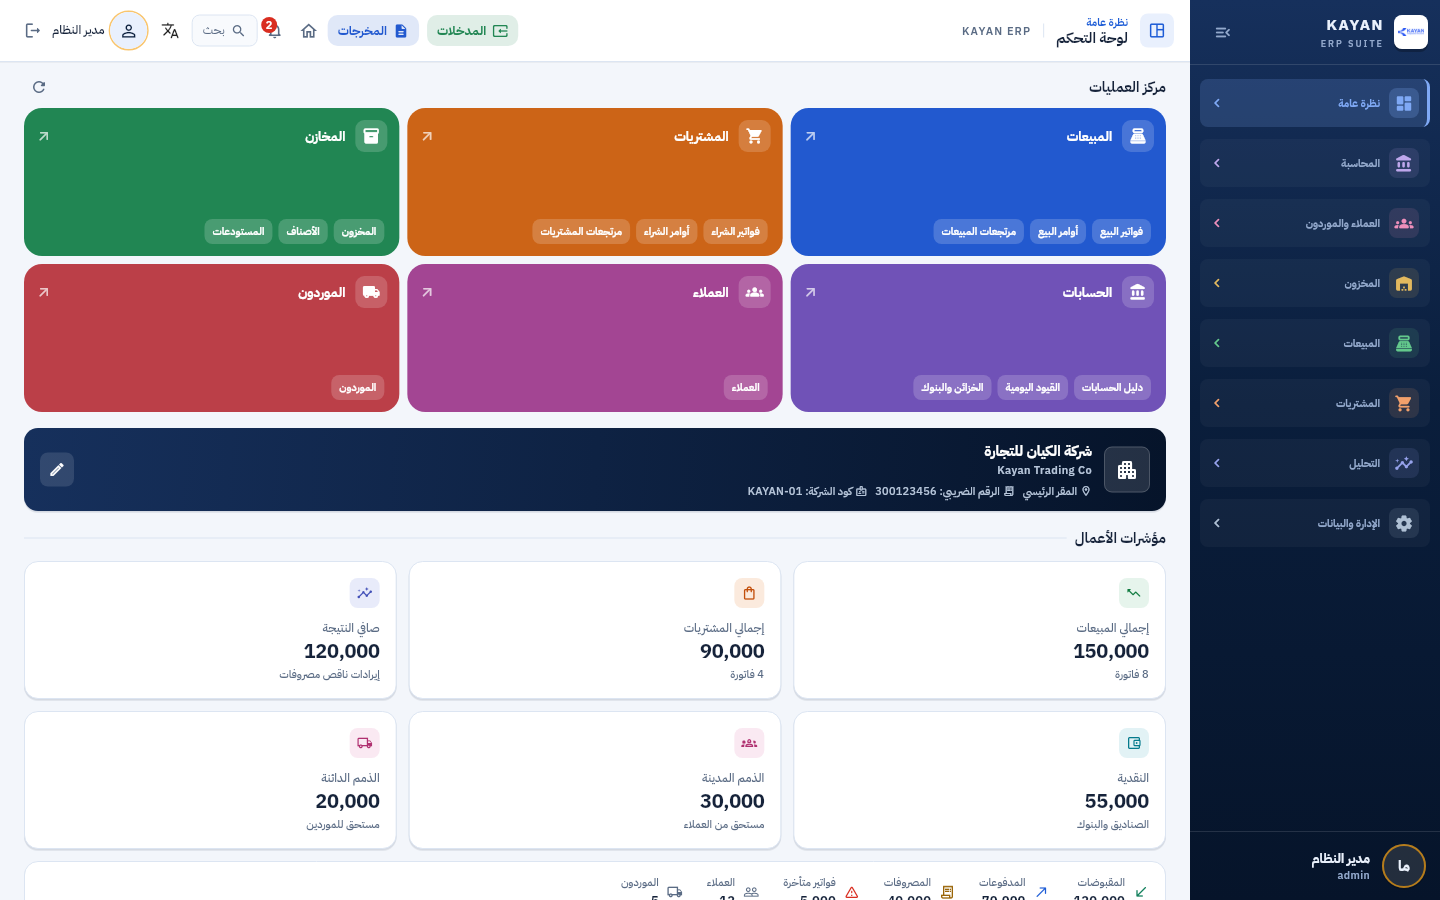 KAYAN
ERP SUITE
نظرة عامة
المحاسبة
العملاء والموردون
المخزون
المبيعات
المشتريات
التحليل
الإدارة والبيانات
ما
مدير النظام
admin
نظرة عامة
لوحة التحكم
KAYAN ERP
المدخلات
المخرجات
2
بحث
مدير النظام
مركز العمليات
المبيعات
فواتير البيع
أوامر البيع
مرتجعات المبيعات
المشتريات
فواتير الشراء
أوامر الشراء
مرتجعات المشتريات
المخازن
المخزون
الأصناف
المستودعات
الحسابات
دليل الحسابات
القيود اليومية
الخزائن والبنوك
العملاء
العملاء
الموردون
الموردون
شركة الكيان للتجارة
Kayan Trading Co
المقر الرئيسي
الرقم الضريبي: 300123456
كود الشركة: KAYAN-01
مؤشرات الأعمال
إجمالي المبيعات
150,000
8 فاتورة
إجمالي المشتريات
90,000
4 فاتورة
صافي النتيجة
120,000
إيرادات ناقص مصروفات
النقدية
55,000
الصناديق والبنوك
الذمم المدينة
30,000
مستحق من العملاء
الذمم الدائنة
20,000
مستحق للموردين
المقبوضات
المدفوعات
المصروفات
فواتير متأخرة
العملاء
الموردون